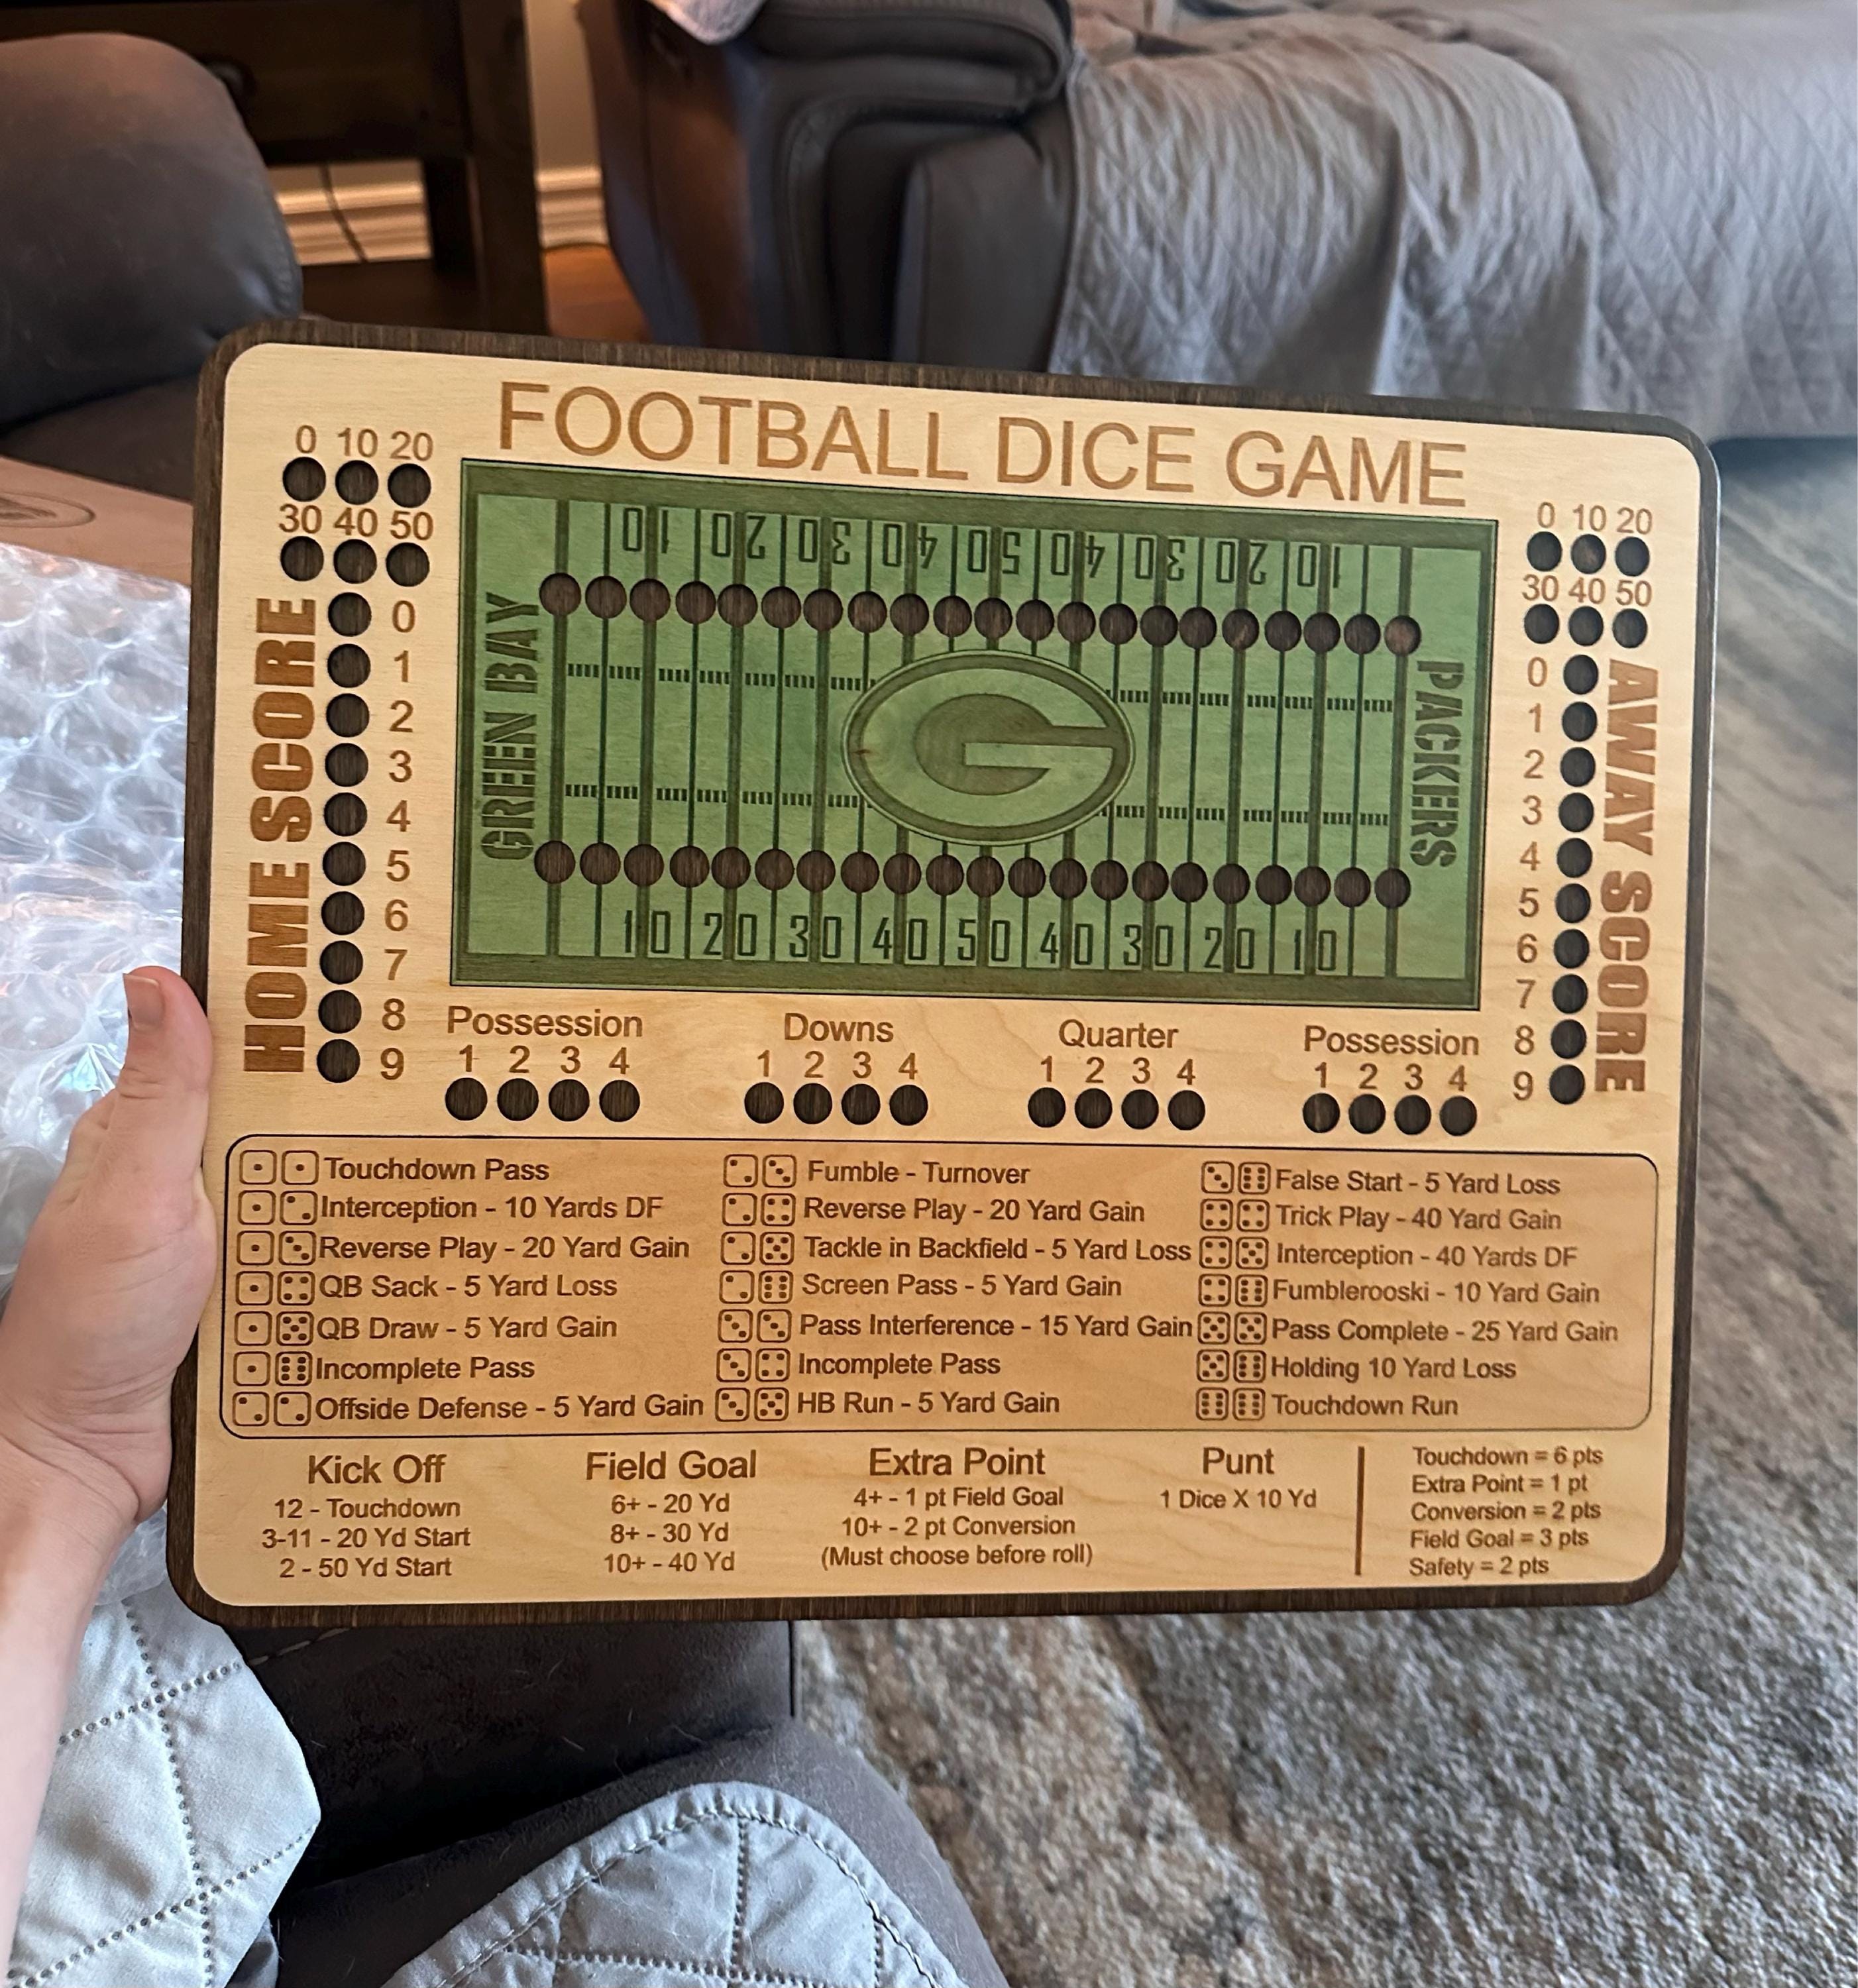 FOOTBALL DICE GAME
0 10 20
30 40 50
HOME SCORE
0
1
2
3
4
5
6
7
8
9
10 20 30 40 50 40 30 20 10
GREEN BAY
G
PACKERS
10 20 30 40 50 40 30 20 10
0 10 20
30 40 50
AWAY SCORE
0
1
2
3
4
5
6
7
8
9
Possession
1 2 3 4
Downs
1 2 3 4
Quarter
1 2 3 4
Possession
1 2 3 4
Touchdown Pass
Interception - 10 Yards DF
Reverse Play - 20 Yard Gain
QB Sack - 5 Yard Loss
QB Draw - 5 Yard Gain
Incomplete Pass
Offside Defense - 5 Yard Gain
Fumble - Turnover
Reverse Play - 20 Yard Gain
Tackle in Backfield - 5 Yard Loss
Screen Pass - 5 Yard Gain
Pass Interference - 15 Yard Gain
Incomplete Pass
HB Run - 5 Yard Gain
False Start - 5 Yard Loss
Trick Play - 40 Yard Gain
Interception - 40 Yards DF
Fumblerooski - 10 Yard Gain
Pass Complete - 25 Yard Gain
Holding 10 Yard Loss
Touchdown Run
Kick Off
12 - Touchdown
3-11 - 20 Yd Start
2 - 50 Yd Start
Field Goal
6+ - 20 Yd
8+ - 30 Yd
10+ - 40 Yd
Extra Point
4+ - 1 pt Field Goal
10+ - 2 pt Conversion
(Must choose before roll)
Punt
1 Dice X 10 Yd
Touchdown = 6 pts
Extra Point = 1 pt
Conversion = 2 pts
Field Goal = 3 pts
Safety = 2 pts